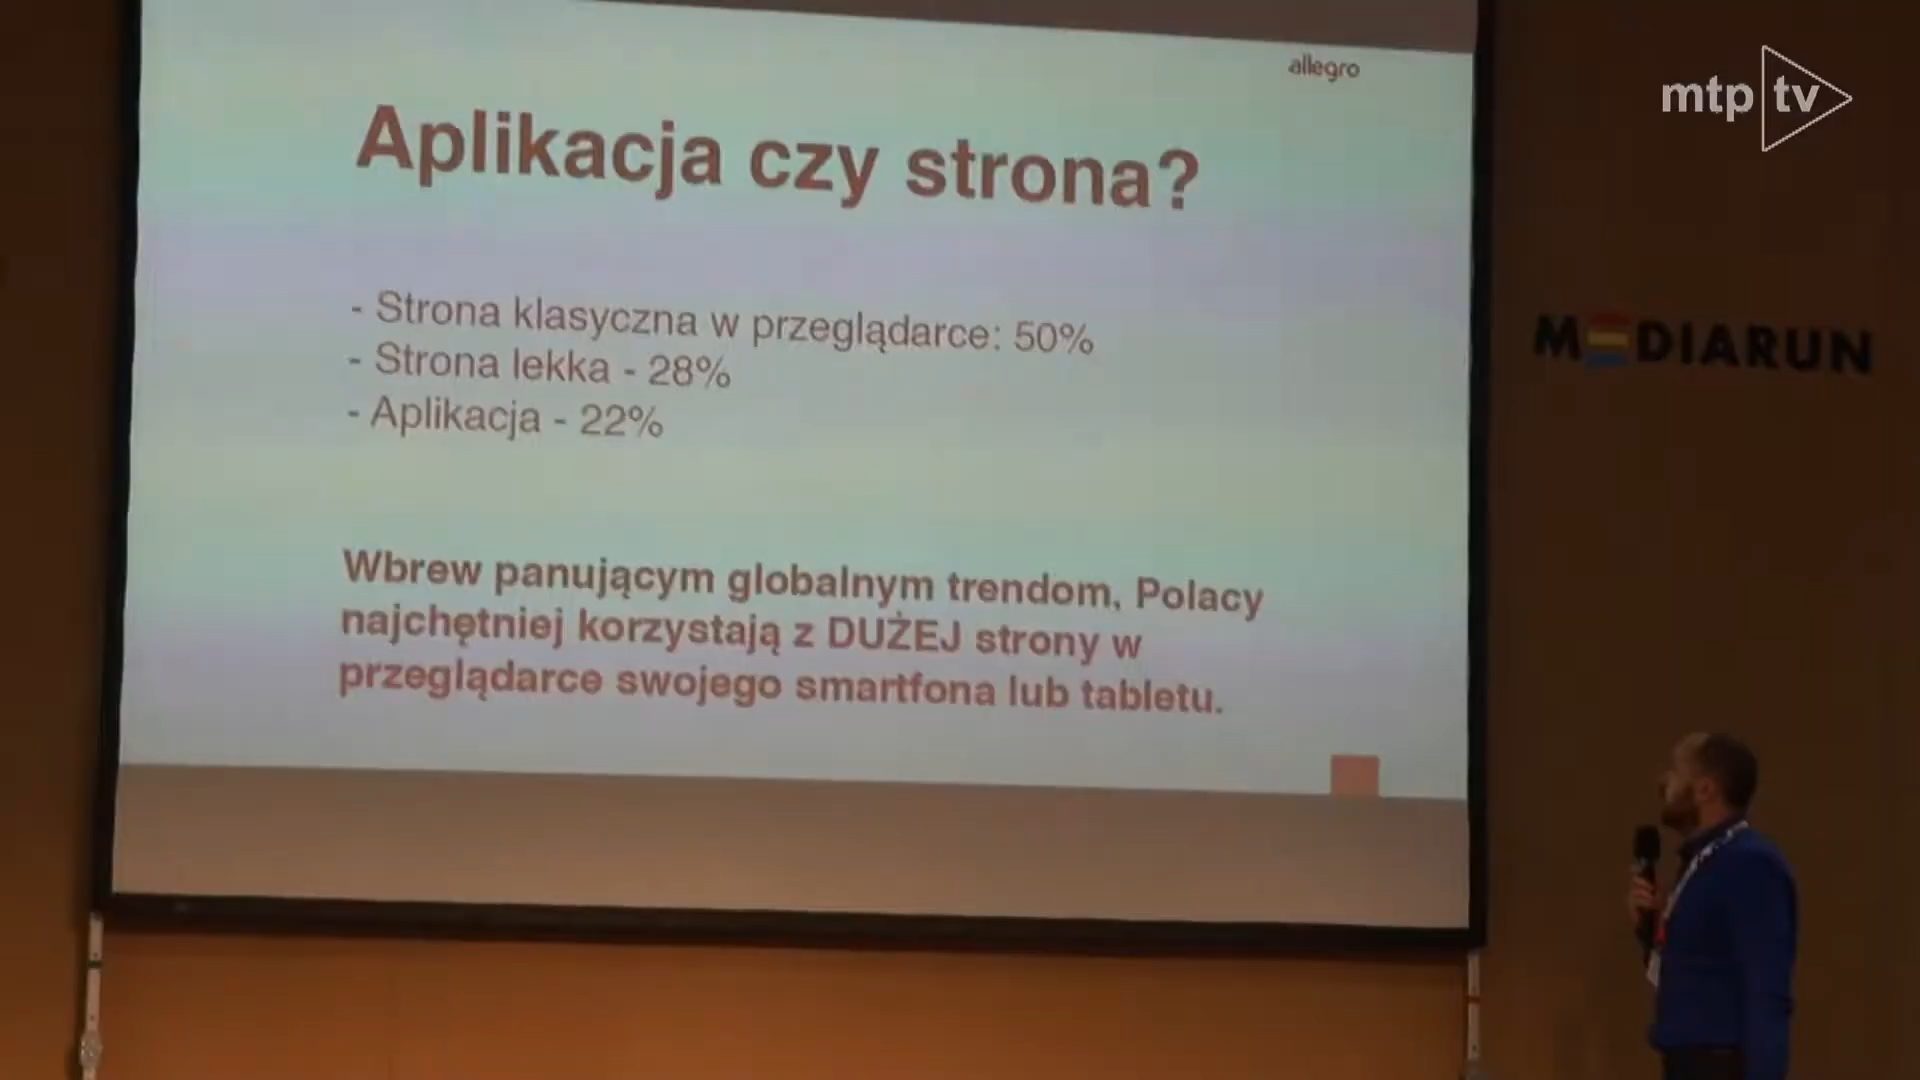 allegro
mtp tv
Aplikacja czy strona?
- Strona klasyczna w przeglądarce: 50%
- Strona lekka - 28%
- Aplikacja - 22%
MEDIARUN
Wbrew panującym globalnym trendom, Polacy
najchętniej korzystają z DUŻEJ strony w
przeglądarce swojego smartfona lub tabletu.